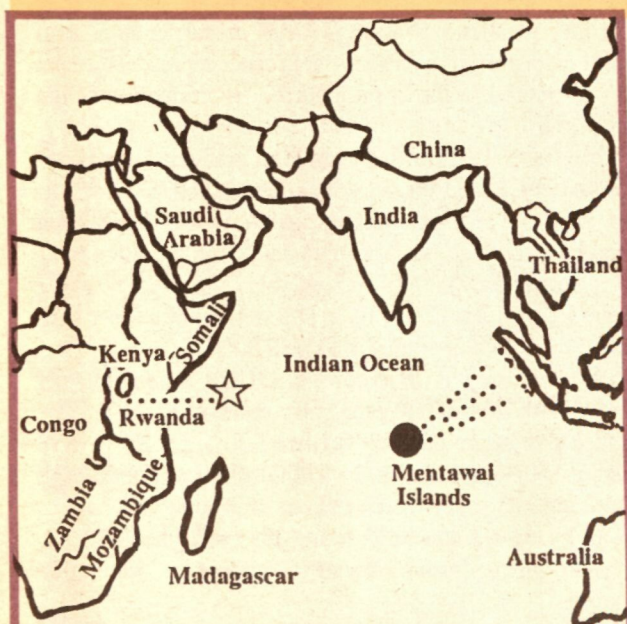 China
Saudi
Arabia
India
Thailand
Somali
Kenya
Indian Ocean
Rwanda
Congo
Mentawai
Islands
Zambia
Mozambique
Australia
Madagascar